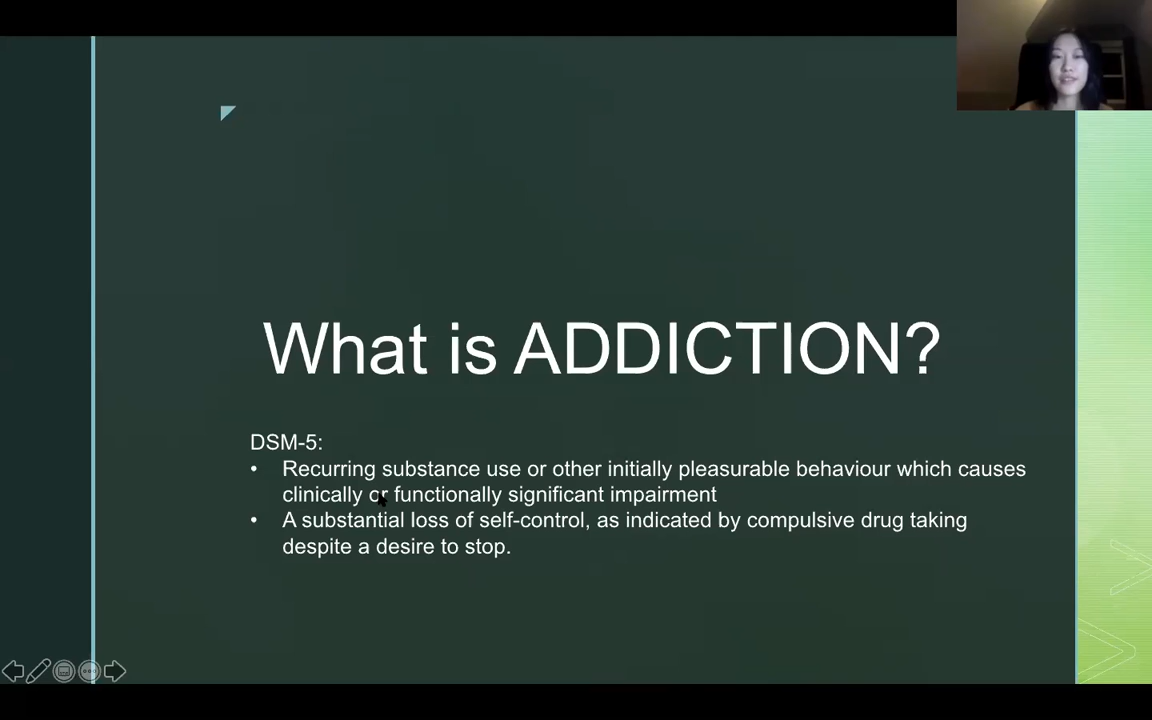 What is ADDICTION?
DSM-5:
• Recurring substance use or other initially pleasurable behaviour which causes
clinically or functionally significant impairment
• A substantial loss of self-control, as indicated by compulsive drug taking
despite a desire to stop.